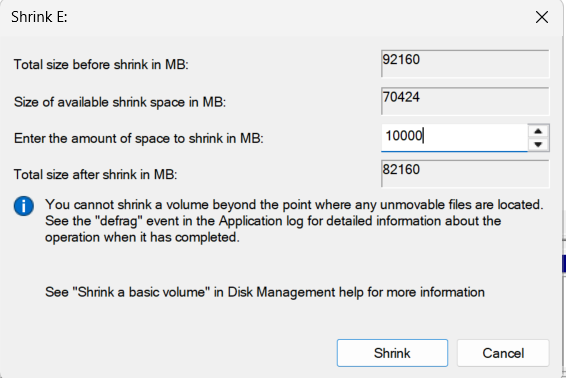 Shrink E:
Total size before shrink in MB: 92160
Size of available shrink space in MB: 70424
Enter the amount of space to shrink in MB: 10000
Total size after shrink in MB: 82160
You cannot shrink a volume beyond the point where any unmovable files are located.
See the "defrag" event in the Application log for detailed information about the
operation when it has completed.
See "Shrink a basic volume" in Disk Management help for more information
Shrink Cancel